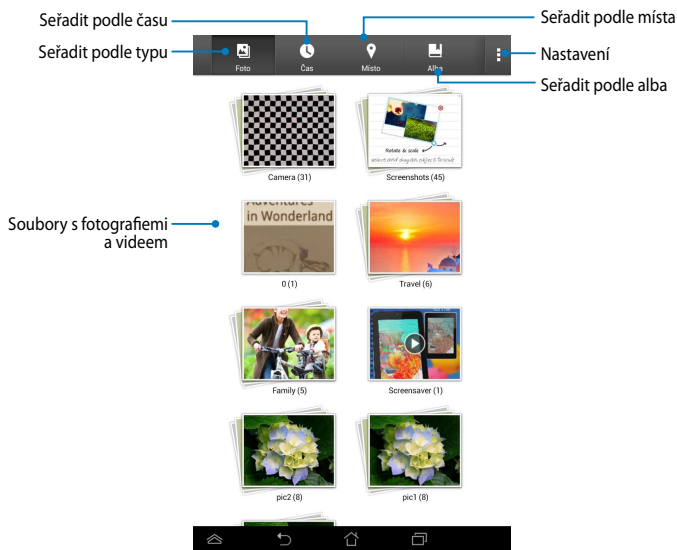 Seřadit podle času
Seřadit podle místa
Seřadit podle typu
Nastavení
Seřadit podle alba
Foto
Čas
Místo
Alba
Rotate & scale
Camera (31)
Screenshots (45)
Soubory s fotografiemi
a videem
Adventures
in Wonderland
0 (1)
Travel (6)
Family (5)
Screensaver (1)
pic2 (8)
pic1 (8)